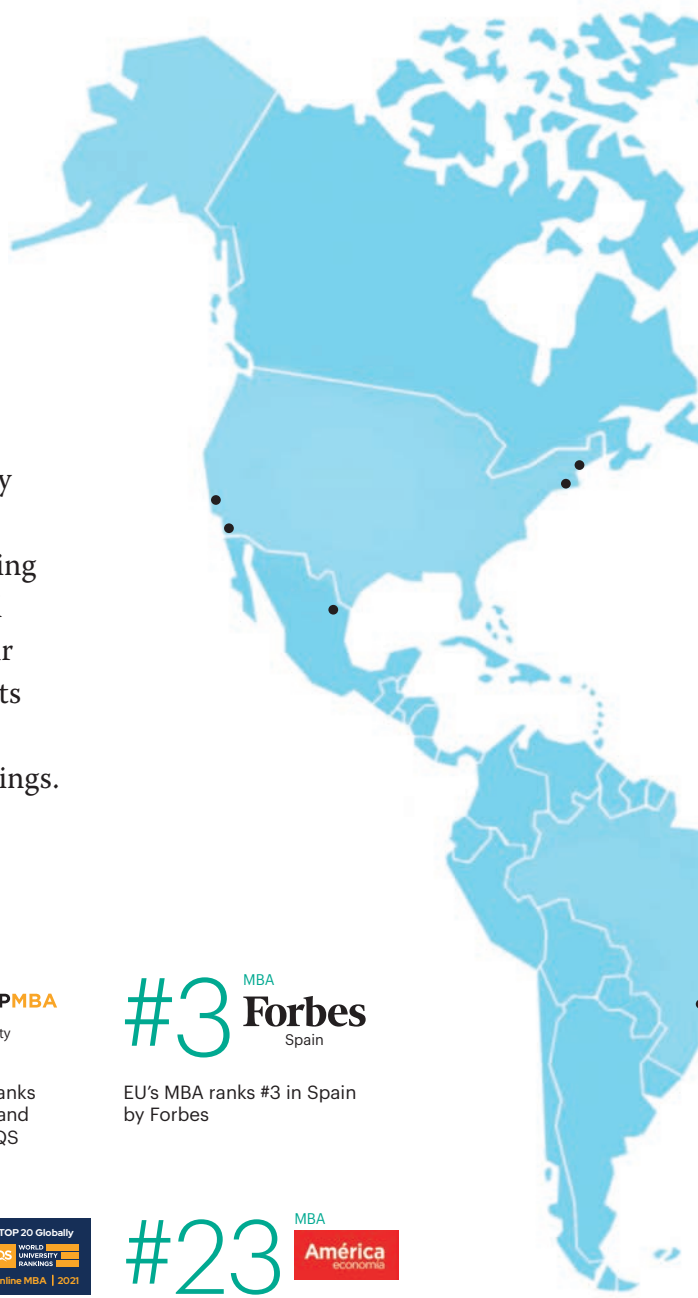 y
ing
r
ts
ings.
PMBA
ty
anks
and
QS
#3
MBA
Forbes
Spain
EU's MBA ranks #3 in Spain
by Forbes
TOP 20 Globally
QS
WORLD
UNIVERSITY
RANKINGS
nline MBA | 2021
#23
MBA
América
economía